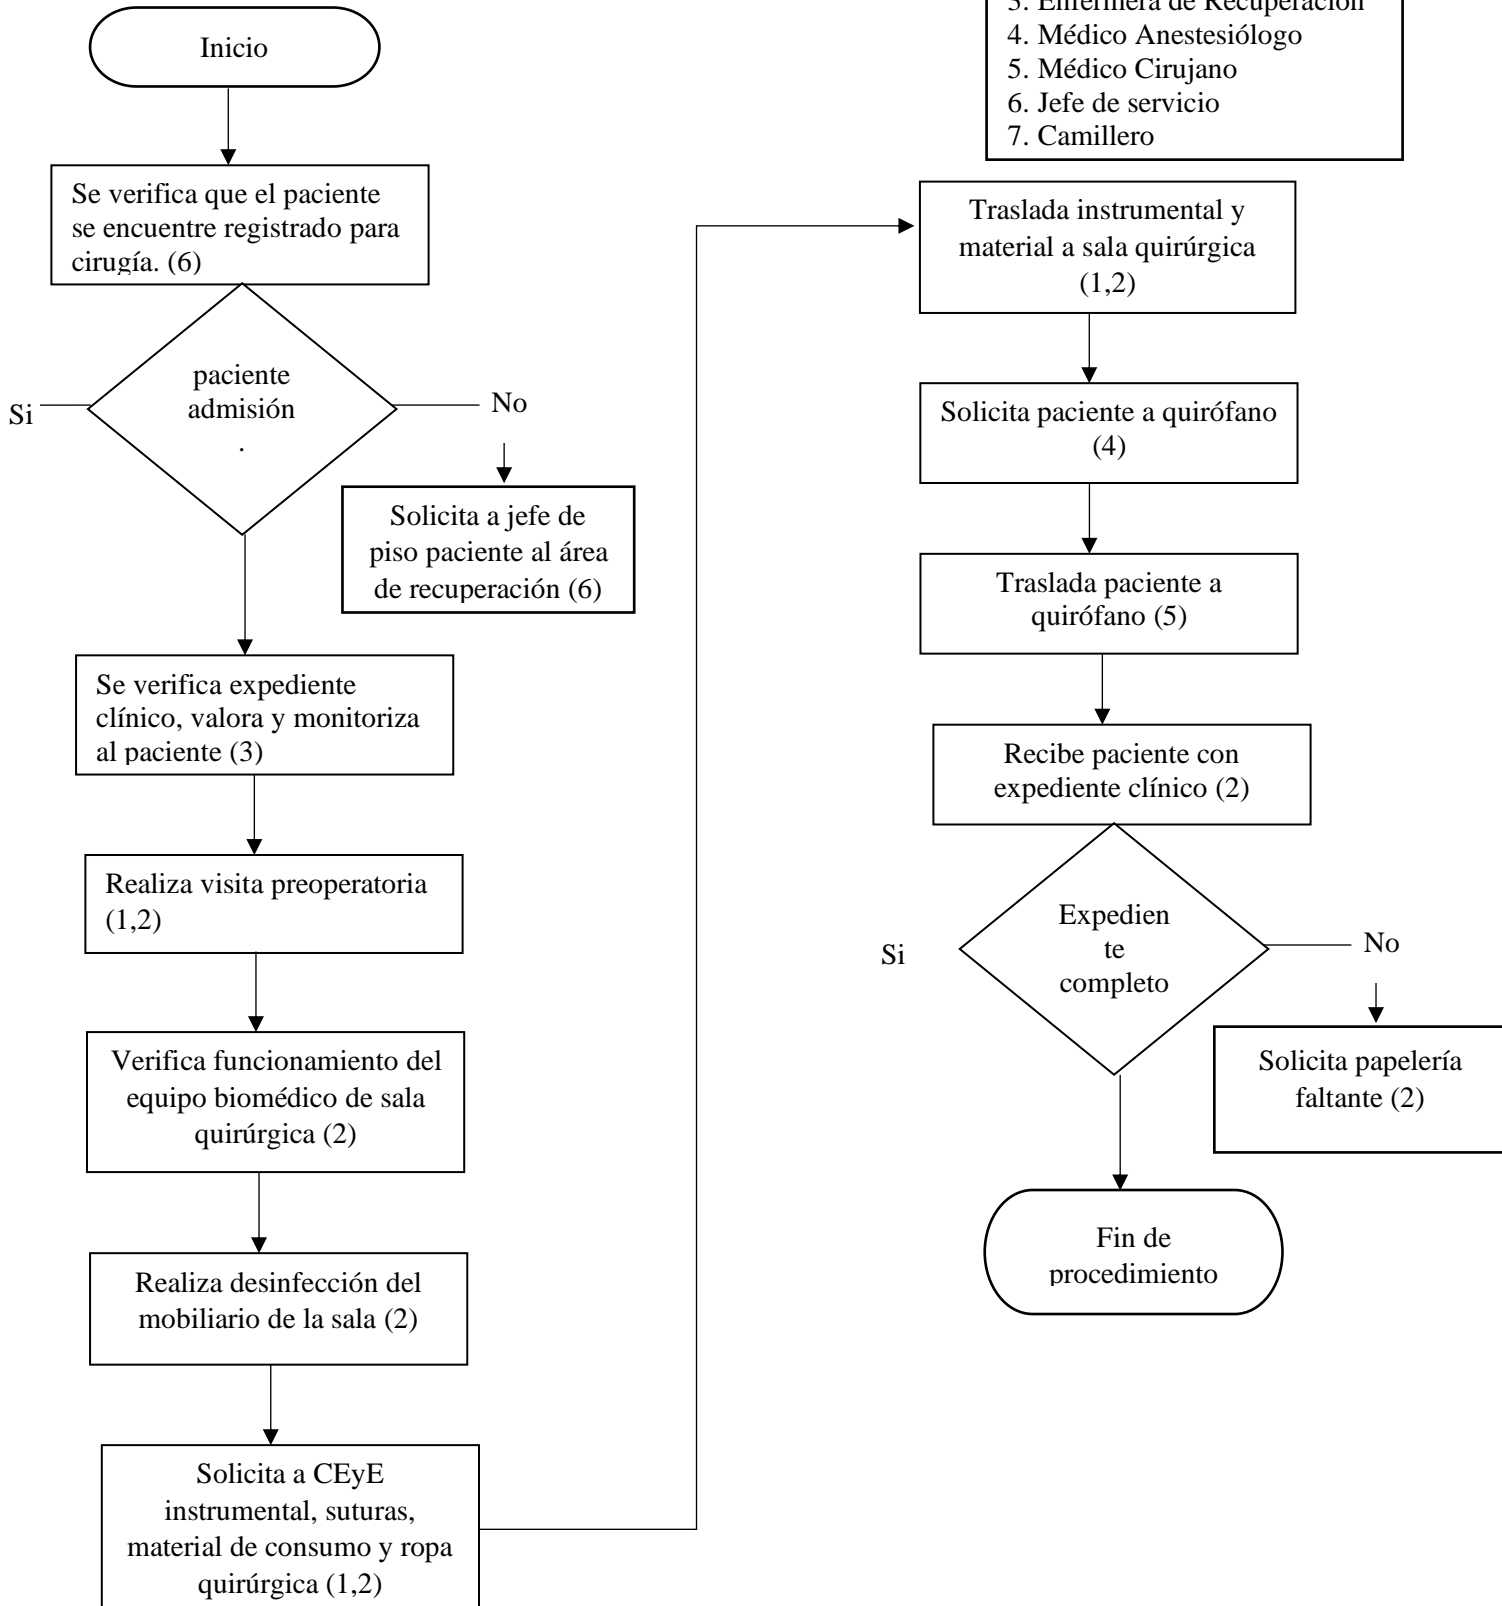 Inicio
Se verifica que el paciente
se encuentre registrado para
cirugía. (6)
paciente
admisión
.
Si
No
Solicita a jefe de
piso paciente al área
de recuperación (6)
Se verifica expediente
clínico, valora y monitoriza
al paciente (3)
Realiza visita preoperatoria
(1,2)
Verifica funcionamiento del
equipo biomédico de sala
quirúrgica (2)
Realiza desinfección del
mobiliario de la sala (2)
Solicita a CEyE
instrumental, suturas,
material de consumo y ropa
quirúrgica (1,2)
3. Enfermera de Recuperación
4. Médico Anestesiólogo
5. Médico Cirujano
6. Jefe de servicio
7. Camillero
Traslada instrumental y
material a sala quirúrgica
(1,2)
Solicita paciente a quirófano
(4)
Traslada paciente a
quirófano (5)
Recibe paciente con
expediente clínico (2)
Expedien
te
completo
Si
No
Solicita papelería
faltante (2)
Fin de
procedimiento